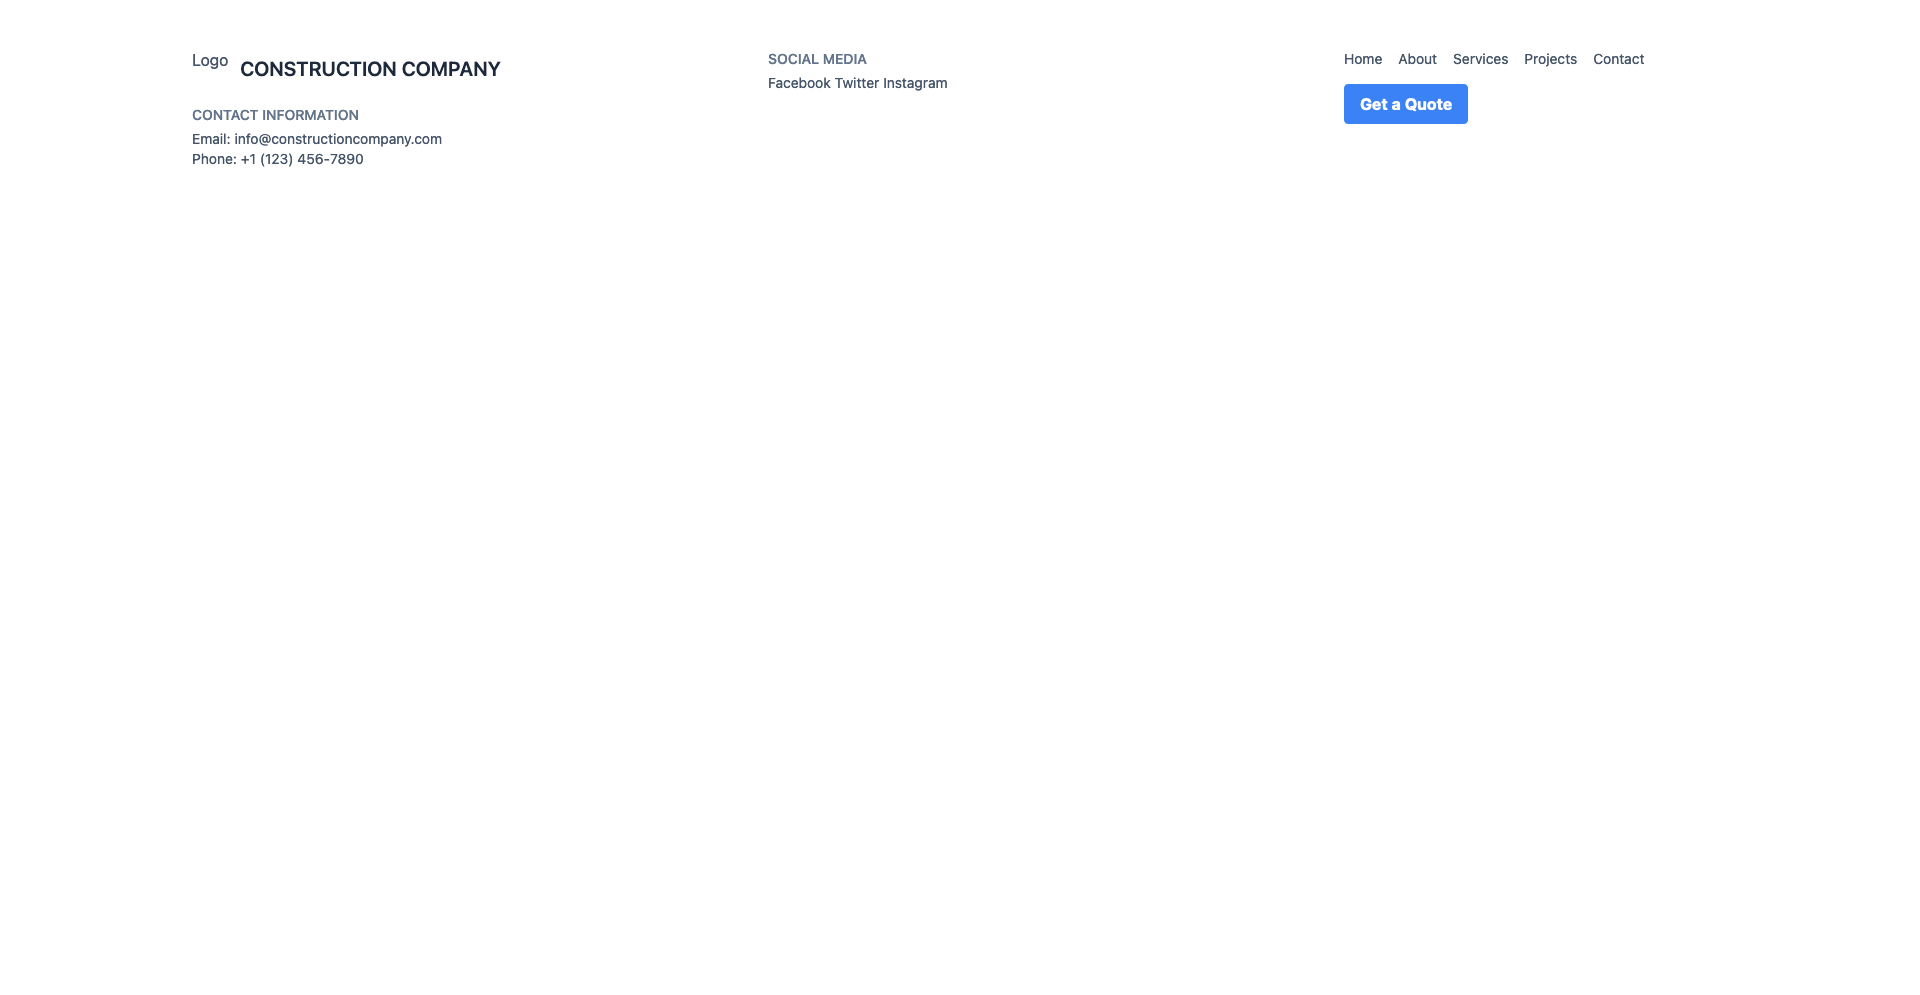 Logo
CONSTRUCTION COMPANY
CONTACT INFORMATION
Email: info@constructioncompany.com
Phone: +1 (123) 456-7890
SOCIAL MEDIA
Facebook Twitter Instagram
Home About Services Projects Contact
Get a Quote